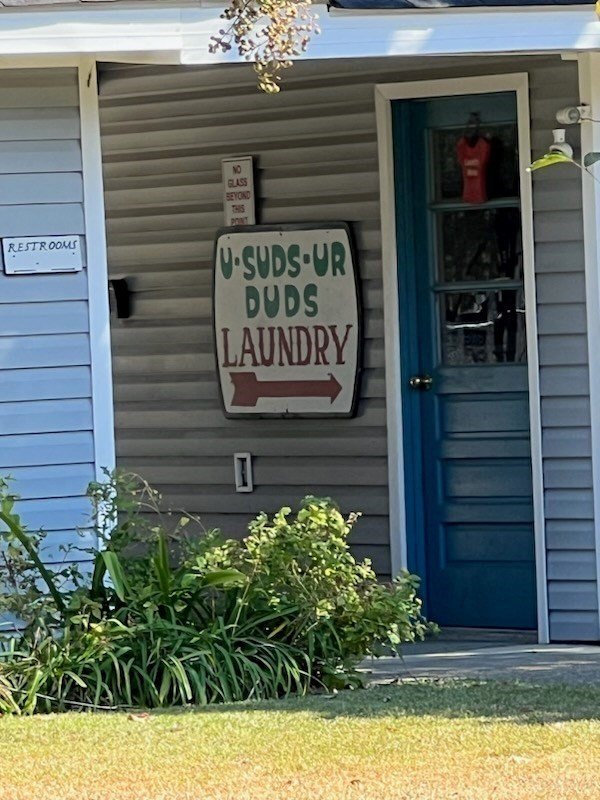 NO
GLASS
BEYOND
THIS
POINT
RESTROOMS
U-SUDS-UR
DUDS
LAUNDRY